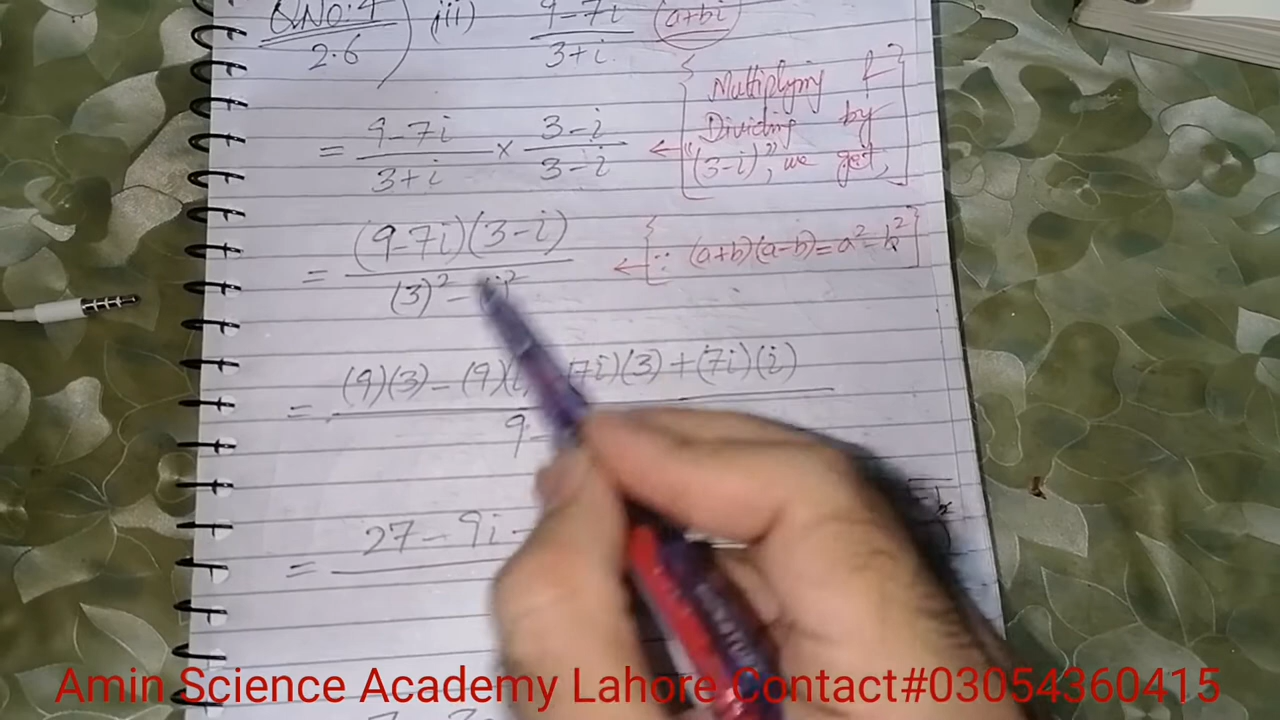 QNo.4 (iii) 9-7i / 3+i (a+bi)
2.6
Multiplying &
= 9-7i / 3+i × 3-i / 3-i ← Dividing by
"(3-i)", we get,
= (9-7i)(3-i) / (3)² - i² ← { ∵ (a+b)(a-b)=a²-b² }
= (9)(3) - (9)(i) - (7i)(3) + (7i)(i) / 9 -
= 27 - 9i -
Amin Science Academy Lahore Contact#03054360415